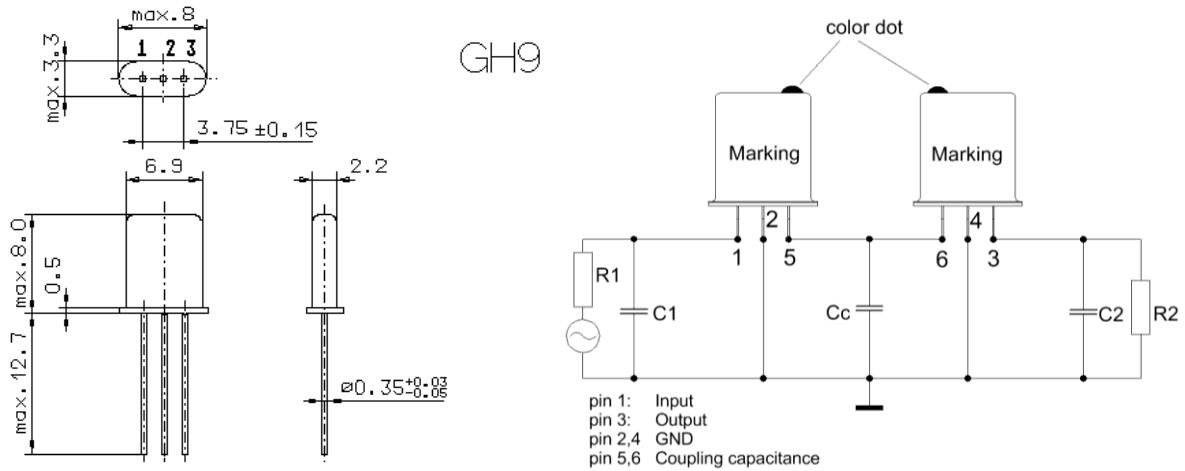 max.8
max.3.3
1 2 3
3.75 ±0.15
6.9
2.2
max.8.0
0.5
max.12.7
⌀0.35 +0.03 -0.05
GH9
color dot
Marking
Marking
1 2 5
6 4 3
R1
C1
Cc
C2
R2
pin 1: Input
pin 3: Output
pin 2,4 GND
pin 5,6 Coupling capacitance